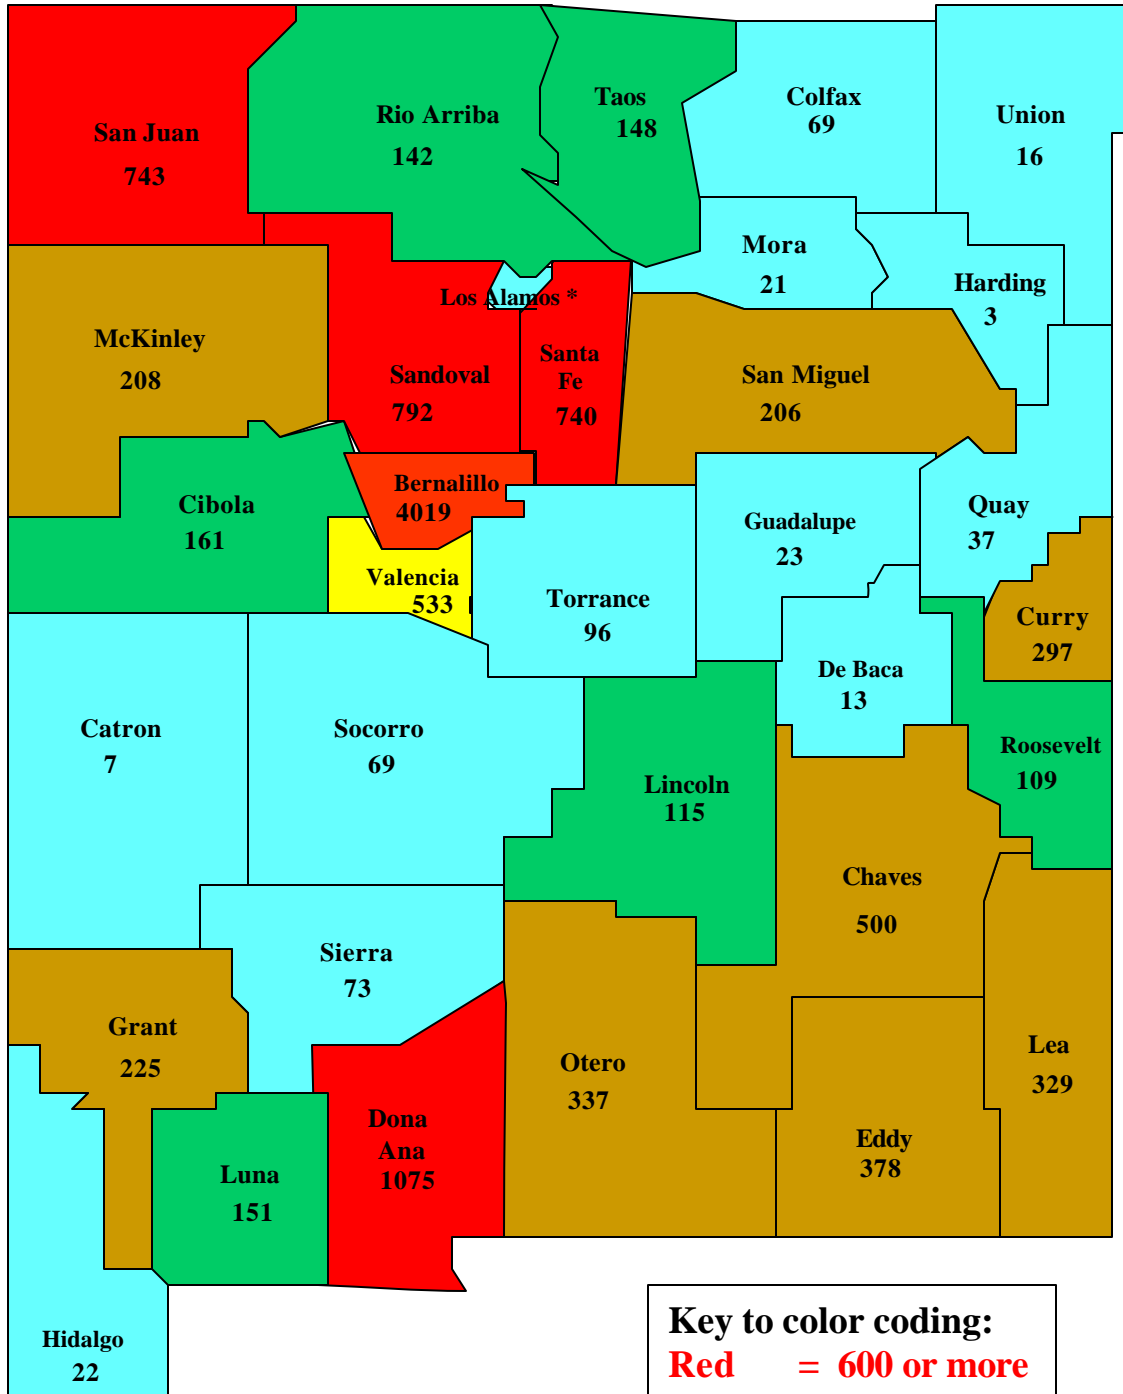 San Juan
743
Rio Arriba
142
Taos
148
Colfax
69
Union
16
Mora
21
Harding
3
Los Alamos *
McKinley
208
Sandoval
792
Santa
Fe
740
San Miguel
206
Bernalillo
4019
Cibola
161
Guadalupe
23
Quay
37
Valencia
533
Torrance
96
Curry
297
De Baca
13
Catron
7
Socorro
69
Lincoln
115
Roosevelt
109
Chaves
500
Sierra
73
Grant
225
Otero
337
Lea
329
Dona
Ana
1075
Eddy
378
Luna
151
Hidalgo
22
Key to color coding:
Red = 600 or more